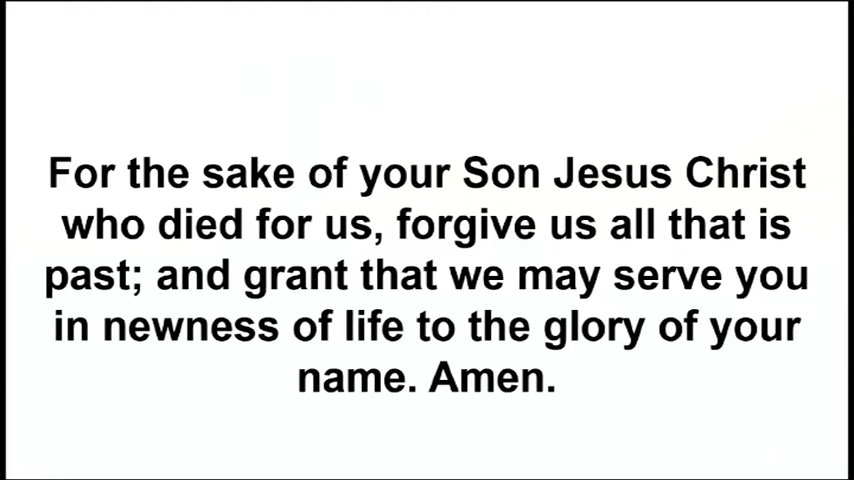 For the sake of your Son Jesus Christ
who died for us, forgive us all that is
past; and grant that we may serve you
in newness of life to the glory of your
name. Amen.